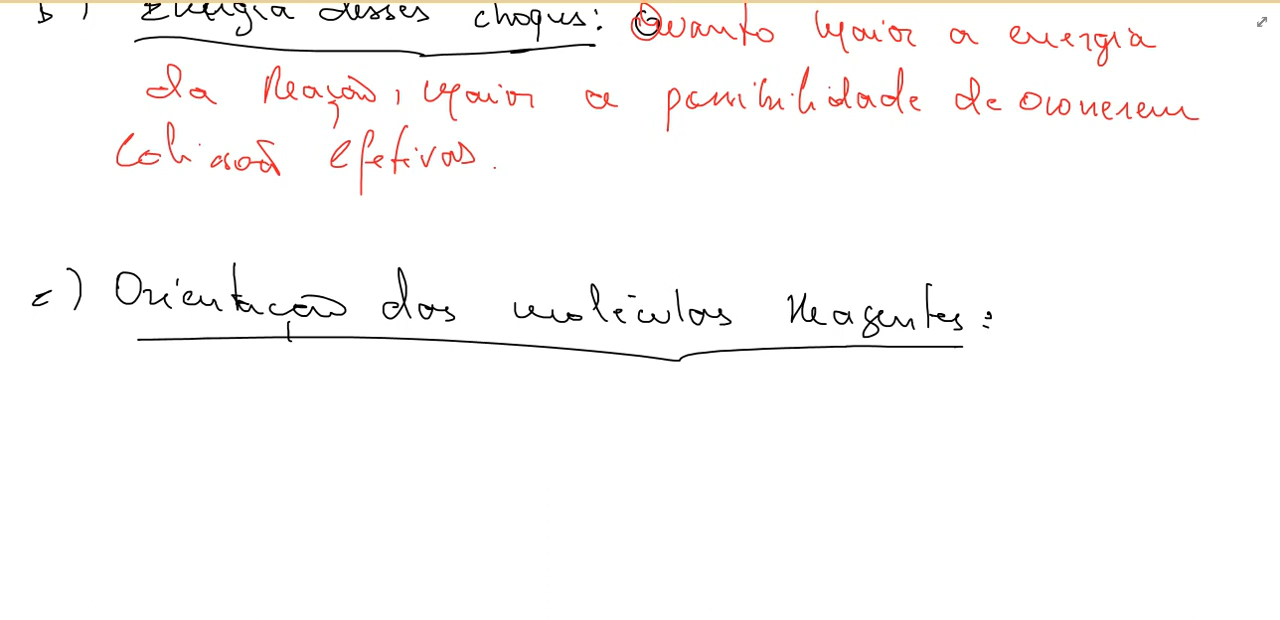 b) Energia desses choques: Quanto maior a energia
da Reação, maior a possibilidade de ocorrerem
colisões efetivas.
c) Orientação das moléculas Reagentes: